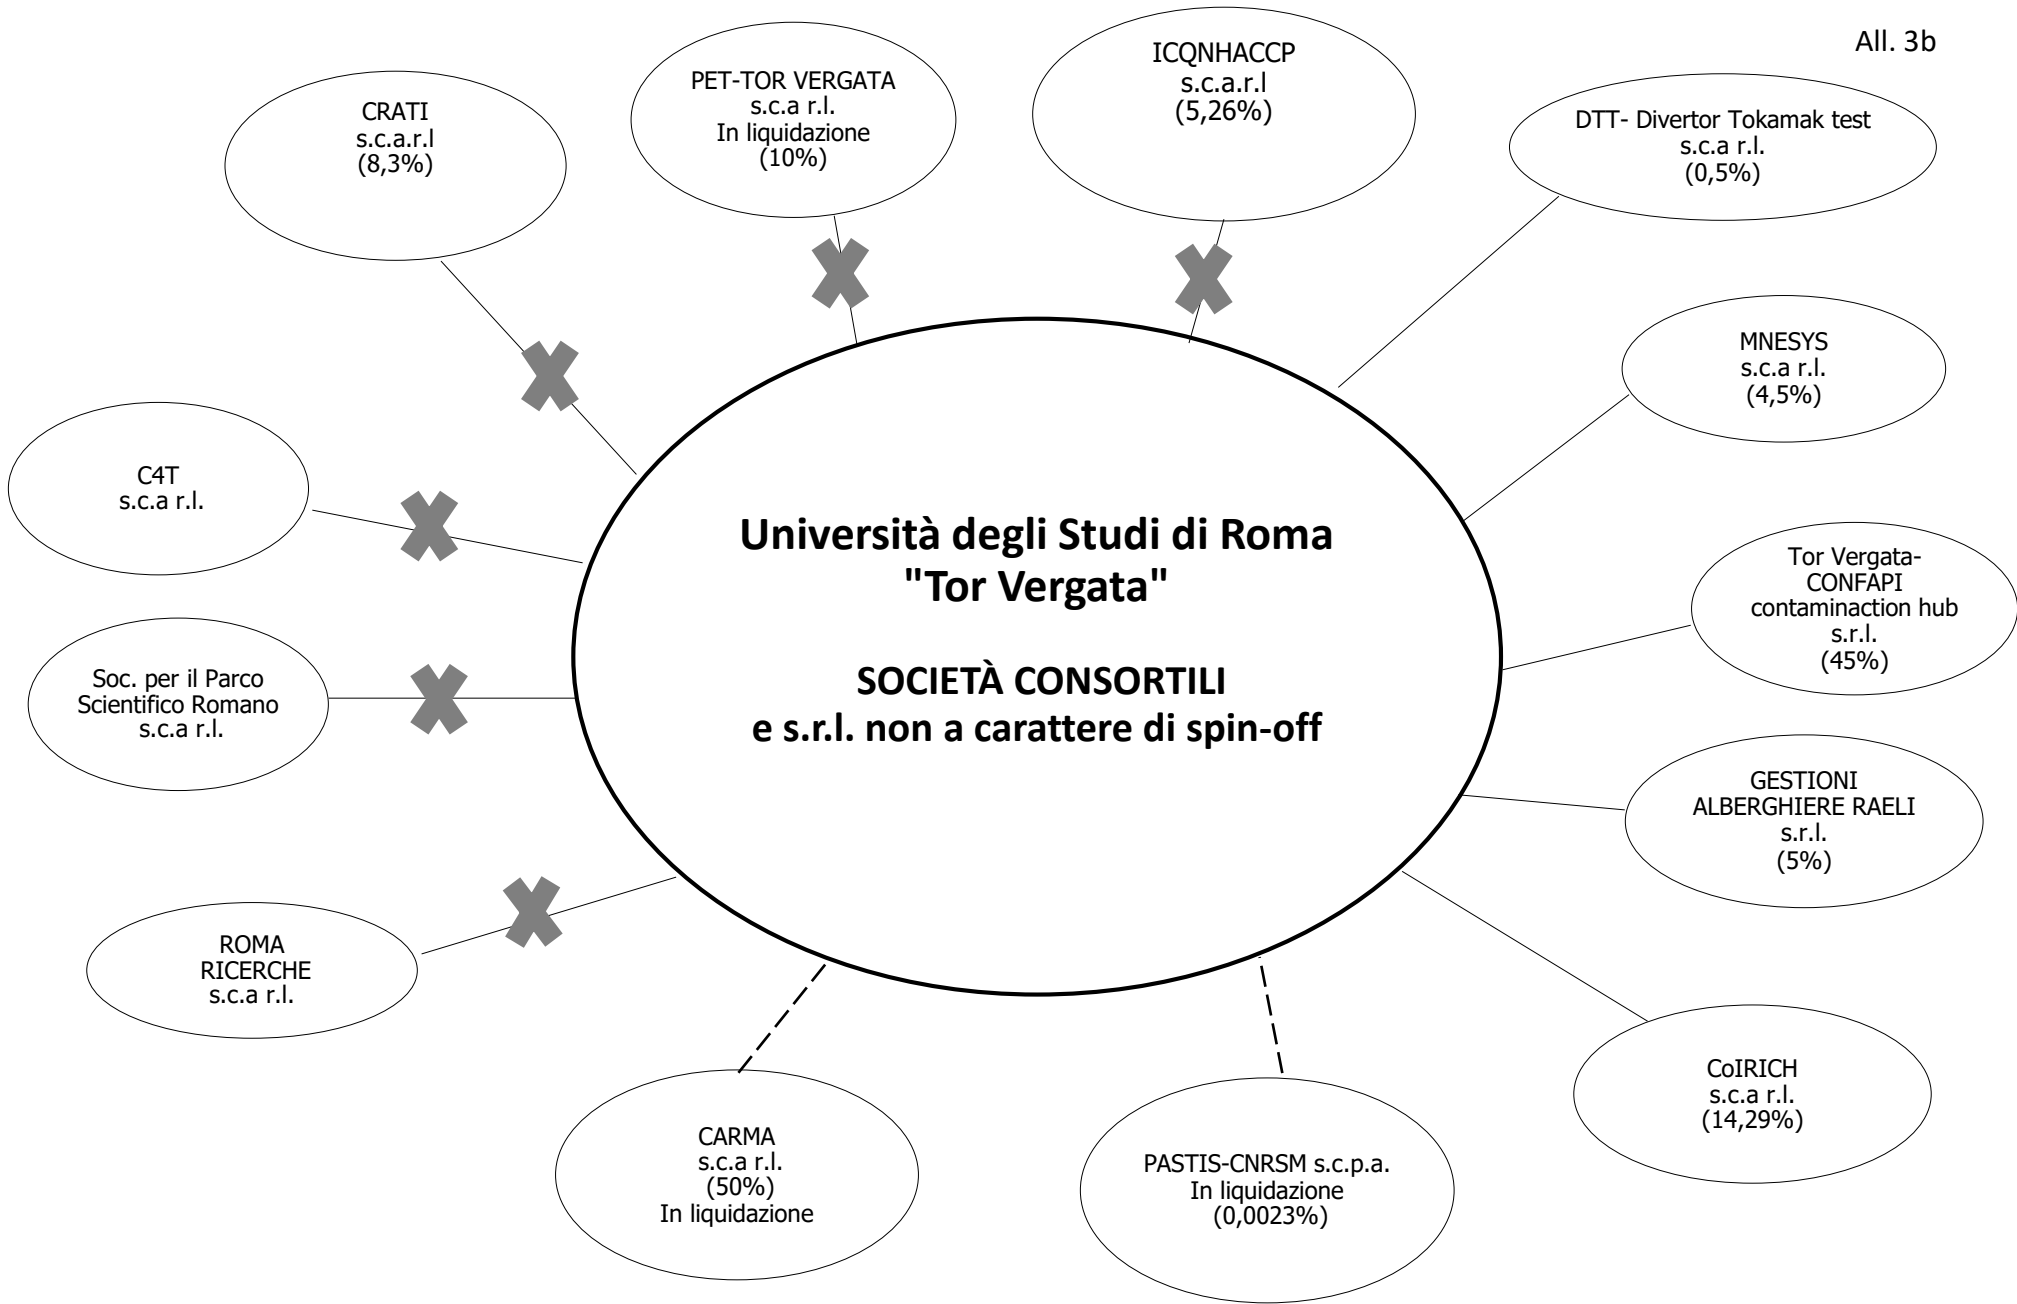 All. 3b
CRATI
s.c.a.r.l
(8,3%)
PET-TOR VERGATA
s.c.a r.l.
In liquidazione
(10%)
ICQNHACCP
s.c.a.r.l
(5,26%)
DTT- Divertor Tokamak test
s.c.a r.l.
(0,5%)
MNESYS
s.c.a r.l.
(4,5%)
C4T
s.c.a r.l.
Università degli Studi di Roma
"Tor Vergata"
SOCIETÀ CONSORTILI
e s.r.l. non a carattere di spin-off
Tor Vergata-
CONFAPI
contaminaction hub
s.r.l.
(45%)
Soc. per il Parco
Scientifico Romano
s.c.a r.l.
GESTIONI
ALBERGHIERE RAELI
s.r.l.
(5%)
ROMA
RICERCHE
s.c.a r.l.
CARMA
s.c.a r.l.
(50%)
In liquidazione
PASTIS-CNRSM s.c.p.a.
In liquidazione
(0,0023%)
CoIRICH
s.c.a r.l.
(14,29%)